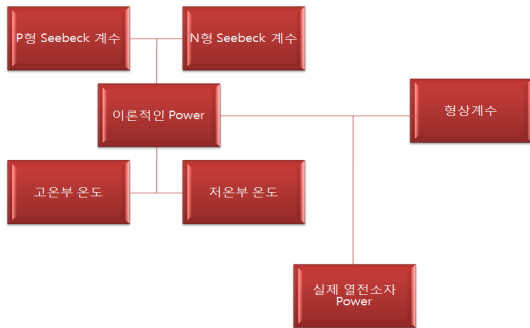 P형 Seebeck 계수
N형 Seebeck 계수
이론적인 Power
형상계수
고온부 온도
저온부 온도
실제 열전소자
Power